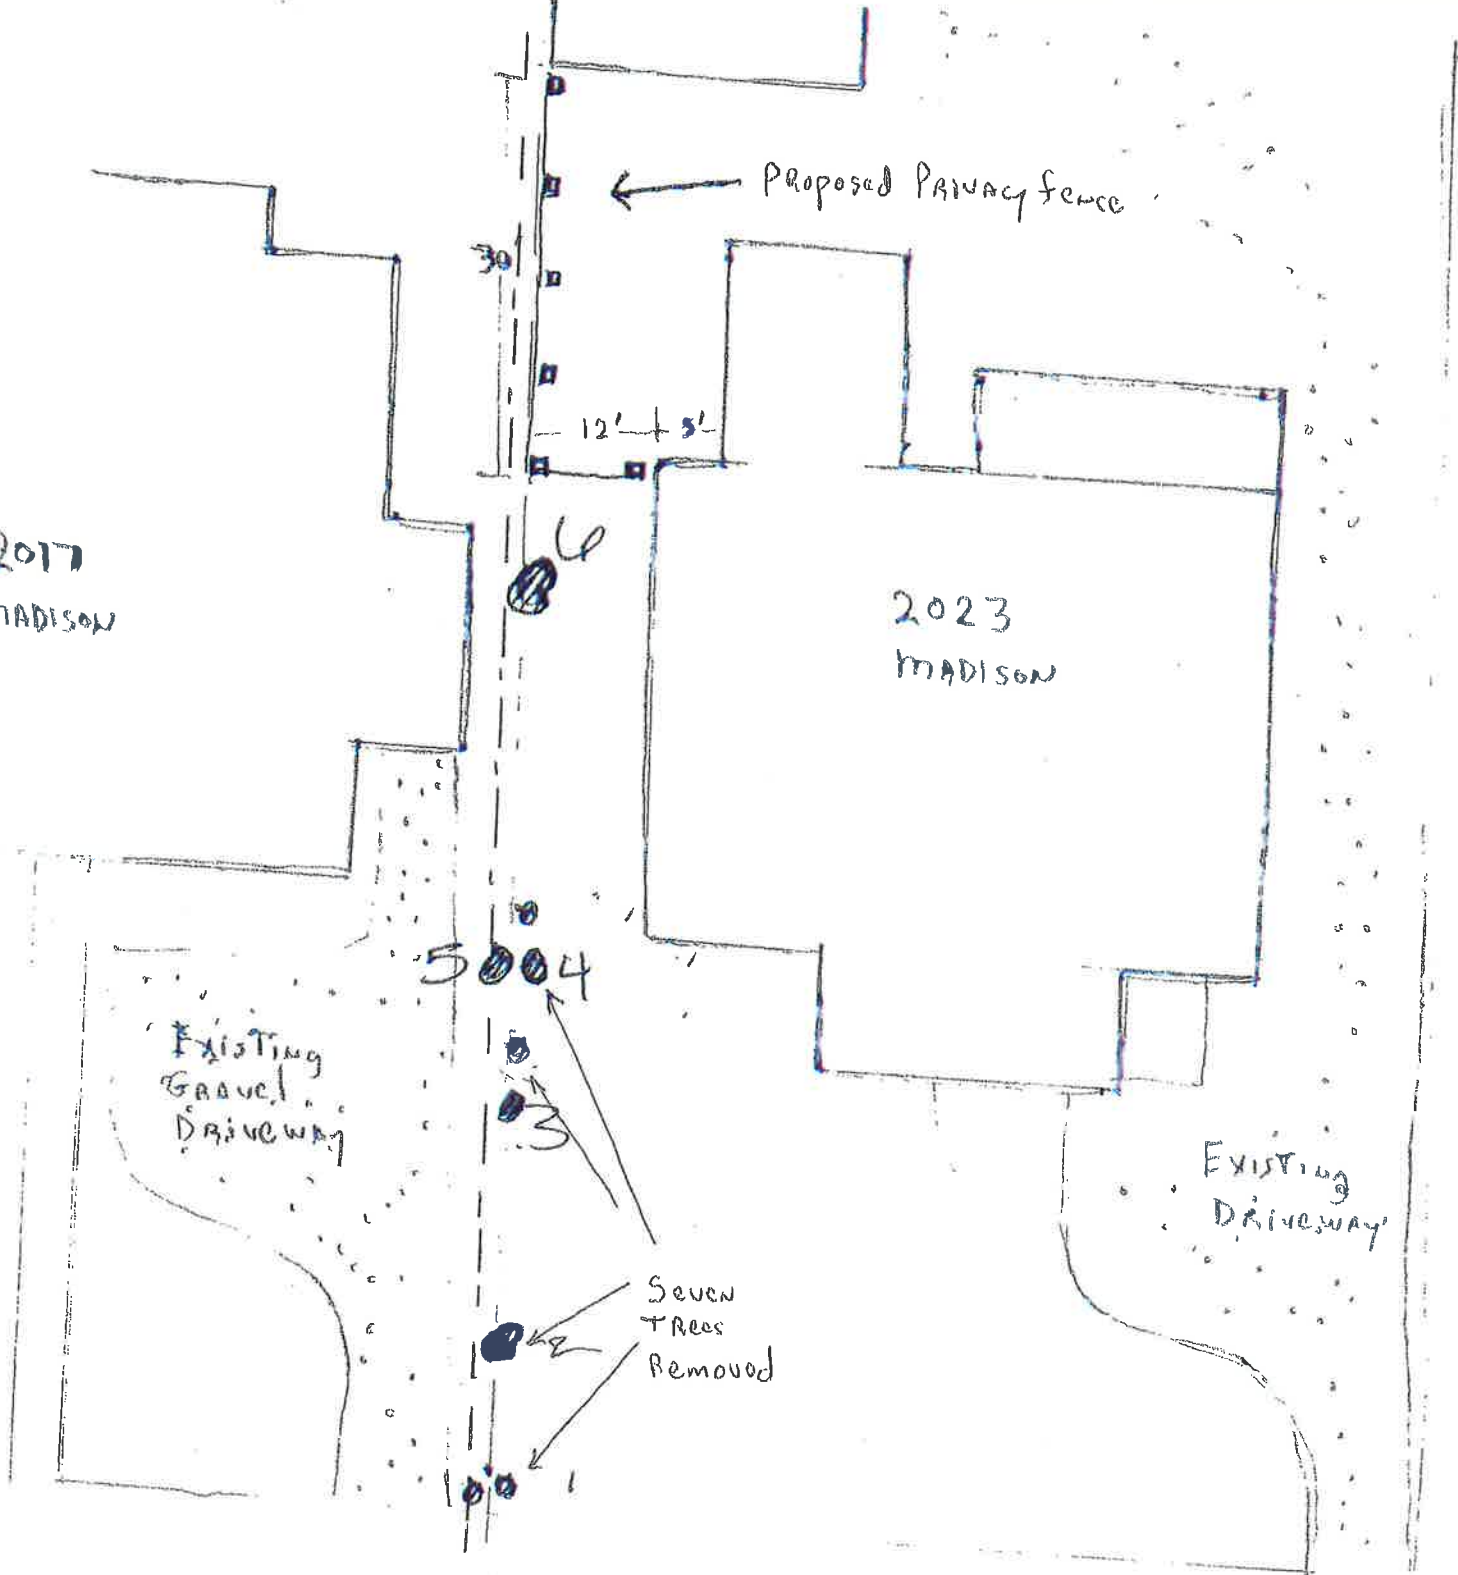 Proposed Privacy fence
30
12' 5'
6
2017
MADISON
2023
MADISON
5 4
Existing
Gravel
Driveway
3
Existing
Driveway
Seven
Trees
Removed
2
1